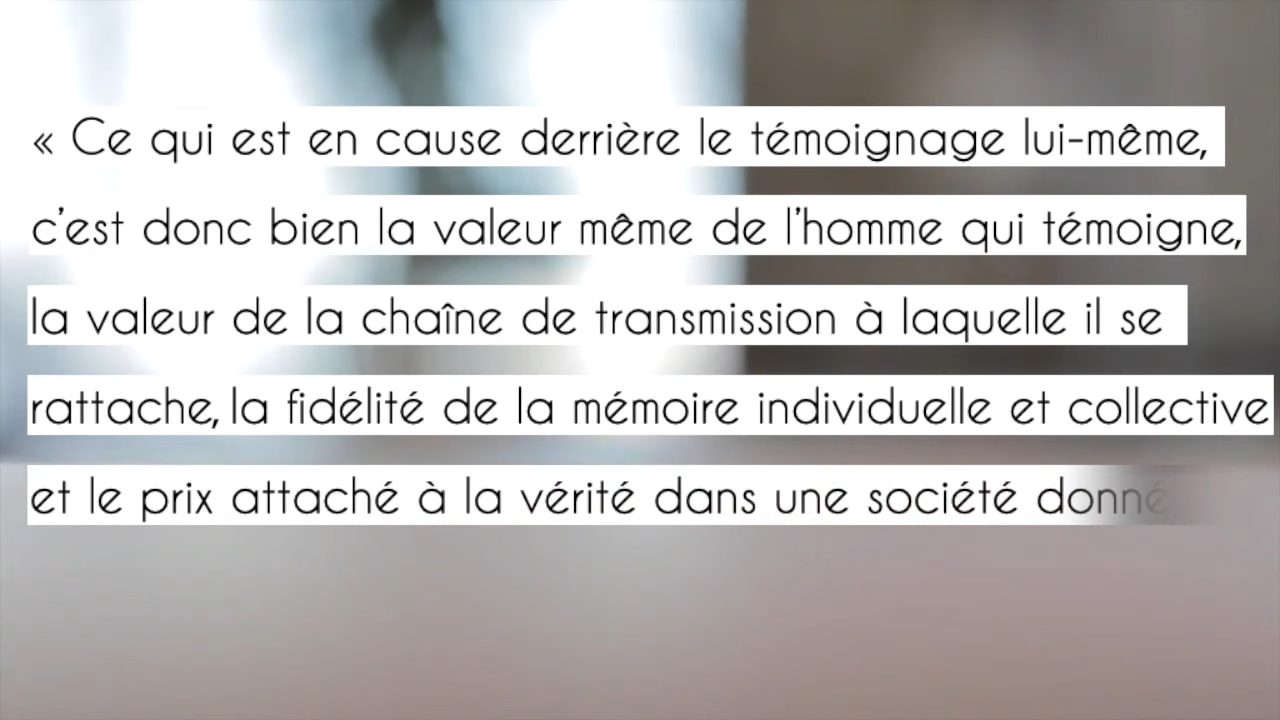 « Ce qui est en cause derrière le témoignage lui-même,
c'est donc bien la valeur même de l'homme qui témoigne,
la valeur de la chaîne de transmission à laquelle il se
rattache, la fidélité de la mémoire individuelle et collective
et le prix attaché à la vérité dans une société donné